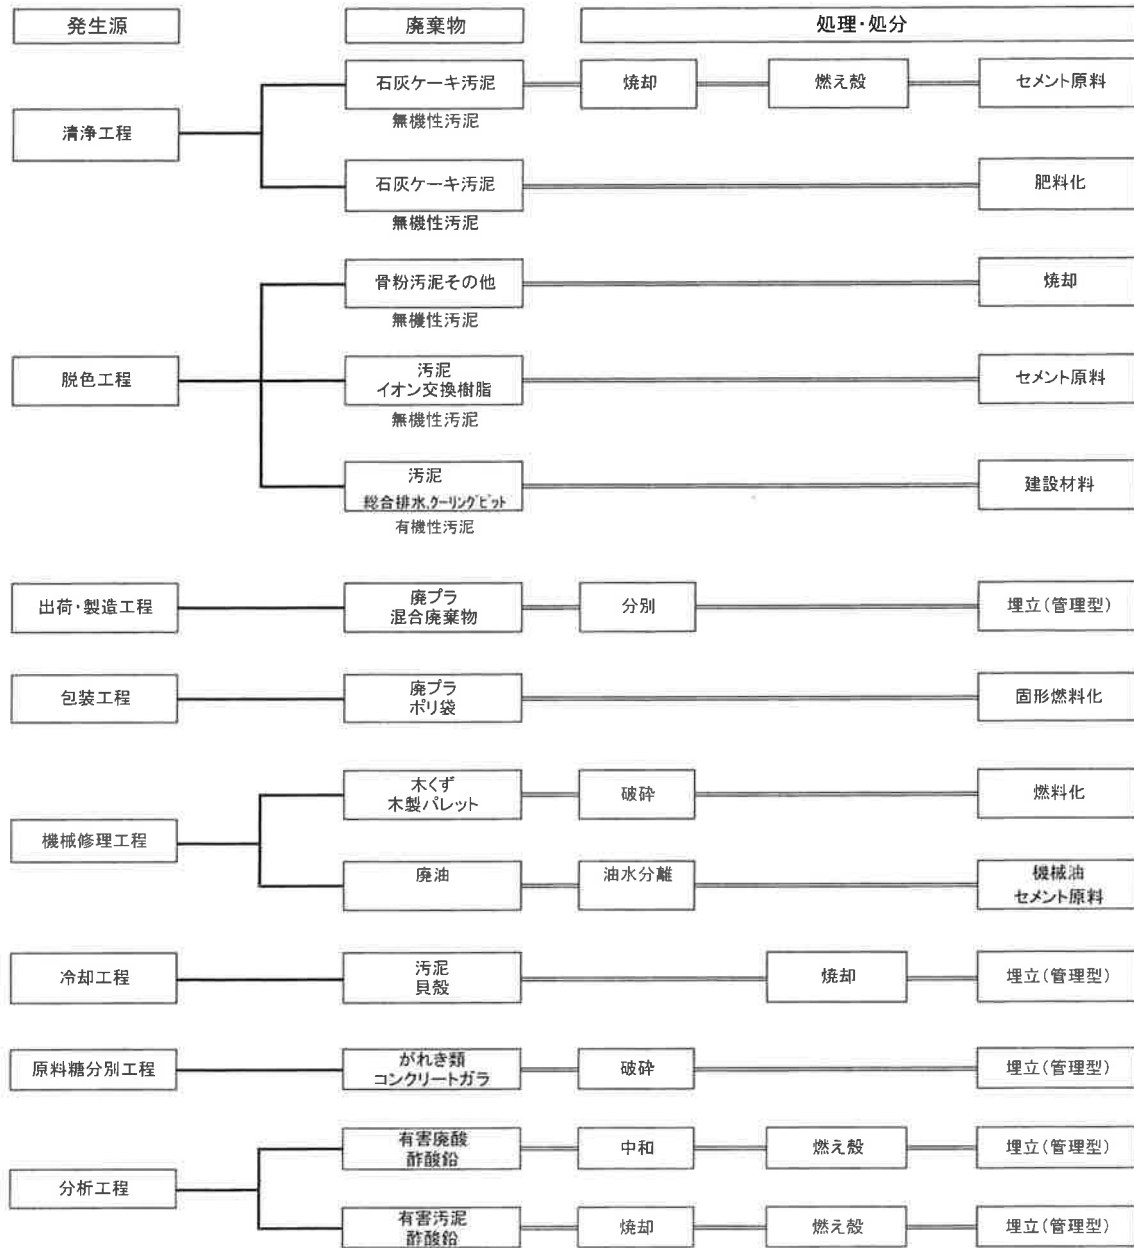 発生源
廃棄物
処理・処分
清浄工程
石灰ケーキ汚泥
無機性汚泥
焼却
燃え殻
セメント原料
石灰ケーキ汚泥
無機性汚泥
肥料化
脱色工程
骨粉汚泥その他
無機性汚泥
焼却
汚泥
イオン交換樹脂
無機性汚泥
セメント原料
汚泥
総合排水,クーリングピット
有機性汚泥
建設材料
出荷・製造工程
廃プラ
混合廃棄物
分別
埋立(管理型)
包装工程
廃プラ
ポリ袋
固形燃料化
機械修理工程
木くず
木製パレット
破砕
燃料化
廃油
油水分離
機械油
セメント原料
冷却工程
汚泥
貝殻
焼却
埋立(管理型)
原料糖分別工程
がれき類
コンクリートガラ
破砕
埋立(管理型)
分析工程
有害廃酸
酢酸鉛
中和
燃え殻
埋立(管理型)
有害汚泥
酢酸鉛
焼却
燃え殻
埋立(管理型)